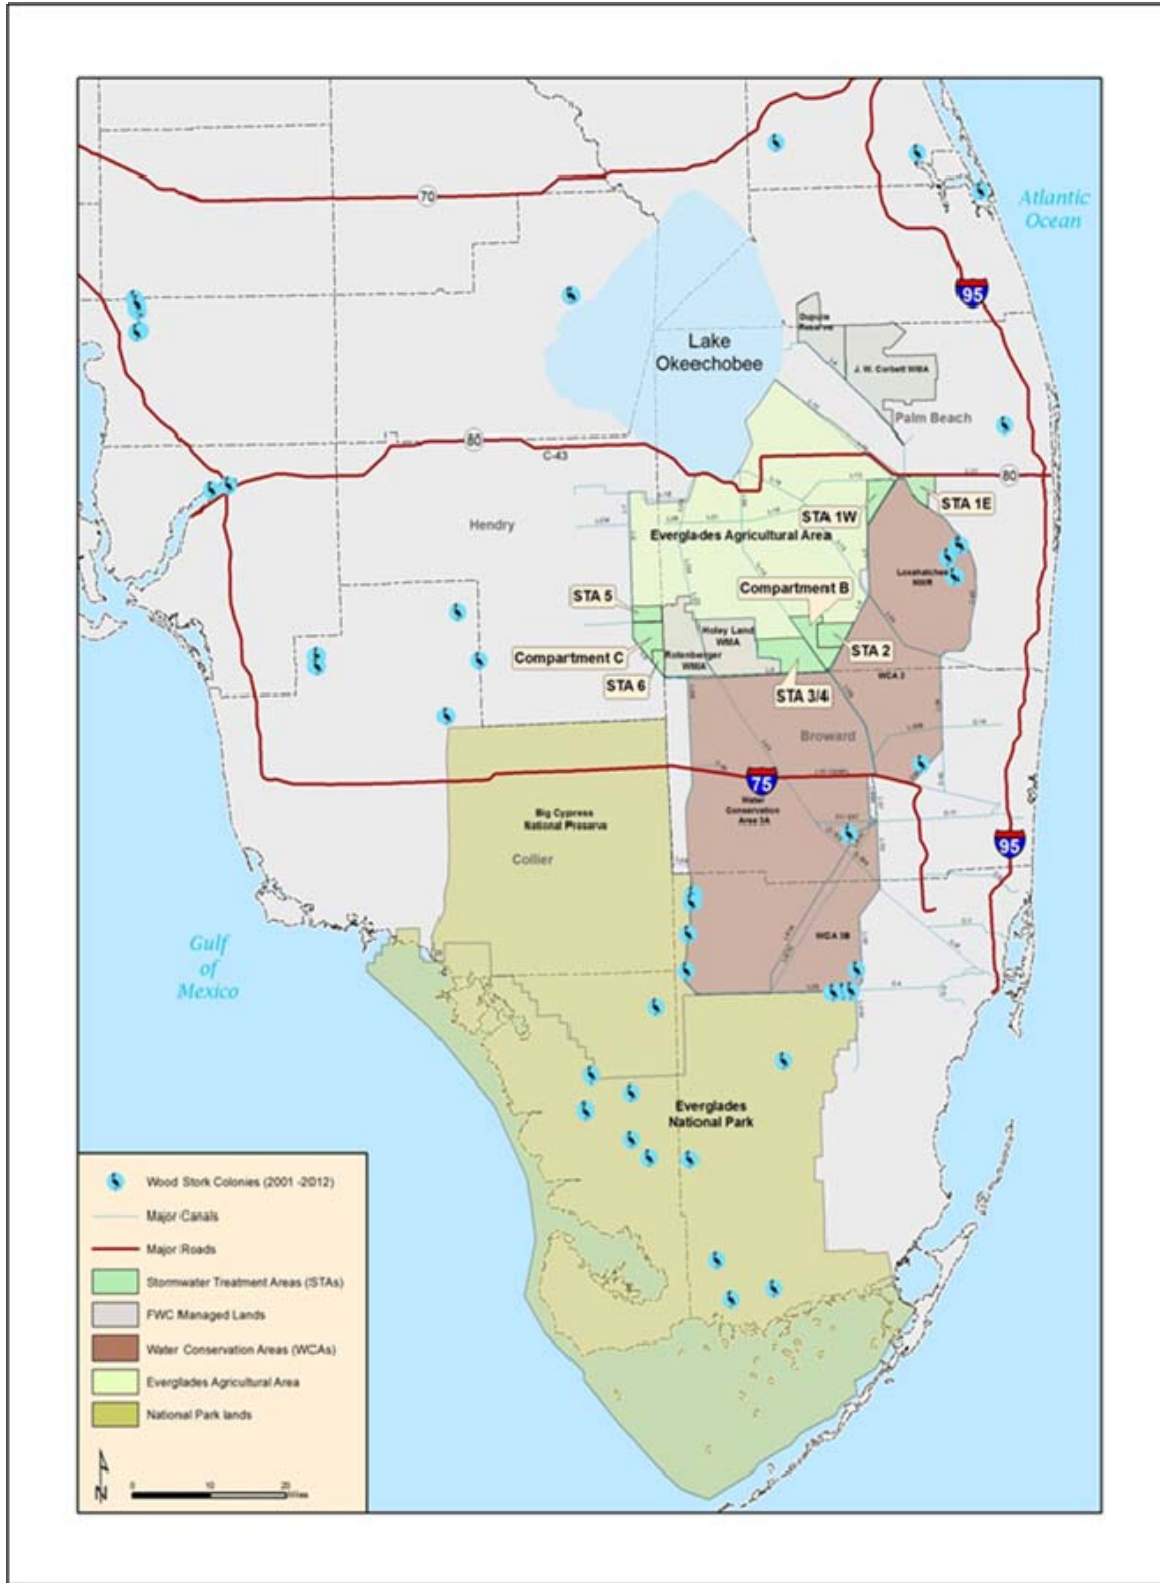 Atlantic
Ocean
70
95
Dupuis
Reserve
Lake
Okeechobee
J. W. Corbett WMA
Palm Beach
80
C-43
80
STA 1E
STA 1W
Hendry
Everglades Agricultural Area
Loxahatchee
NWR
Compartment B
STA 5
Holey Land
WMA
STA 2
Compartment C
Rotenberger
WMA
STA 6
STA 3/4
WCA 2
Broward
75
Water
Conservation
Area 3A
Big Cypress
National Preserve
Collier
95
WCA 3B
Gulf
of
Mexico
Everglades
National Park
Wood Stork Colonies (2001 -2012)
Major Canals
Major Roads
Stormwater Treatment Areas (STAs)
FWC Managed Lands
Water Conservation Areas (WCAs)
Everglades Agricultural Area
National Park lands
N
0 10 20
Miles